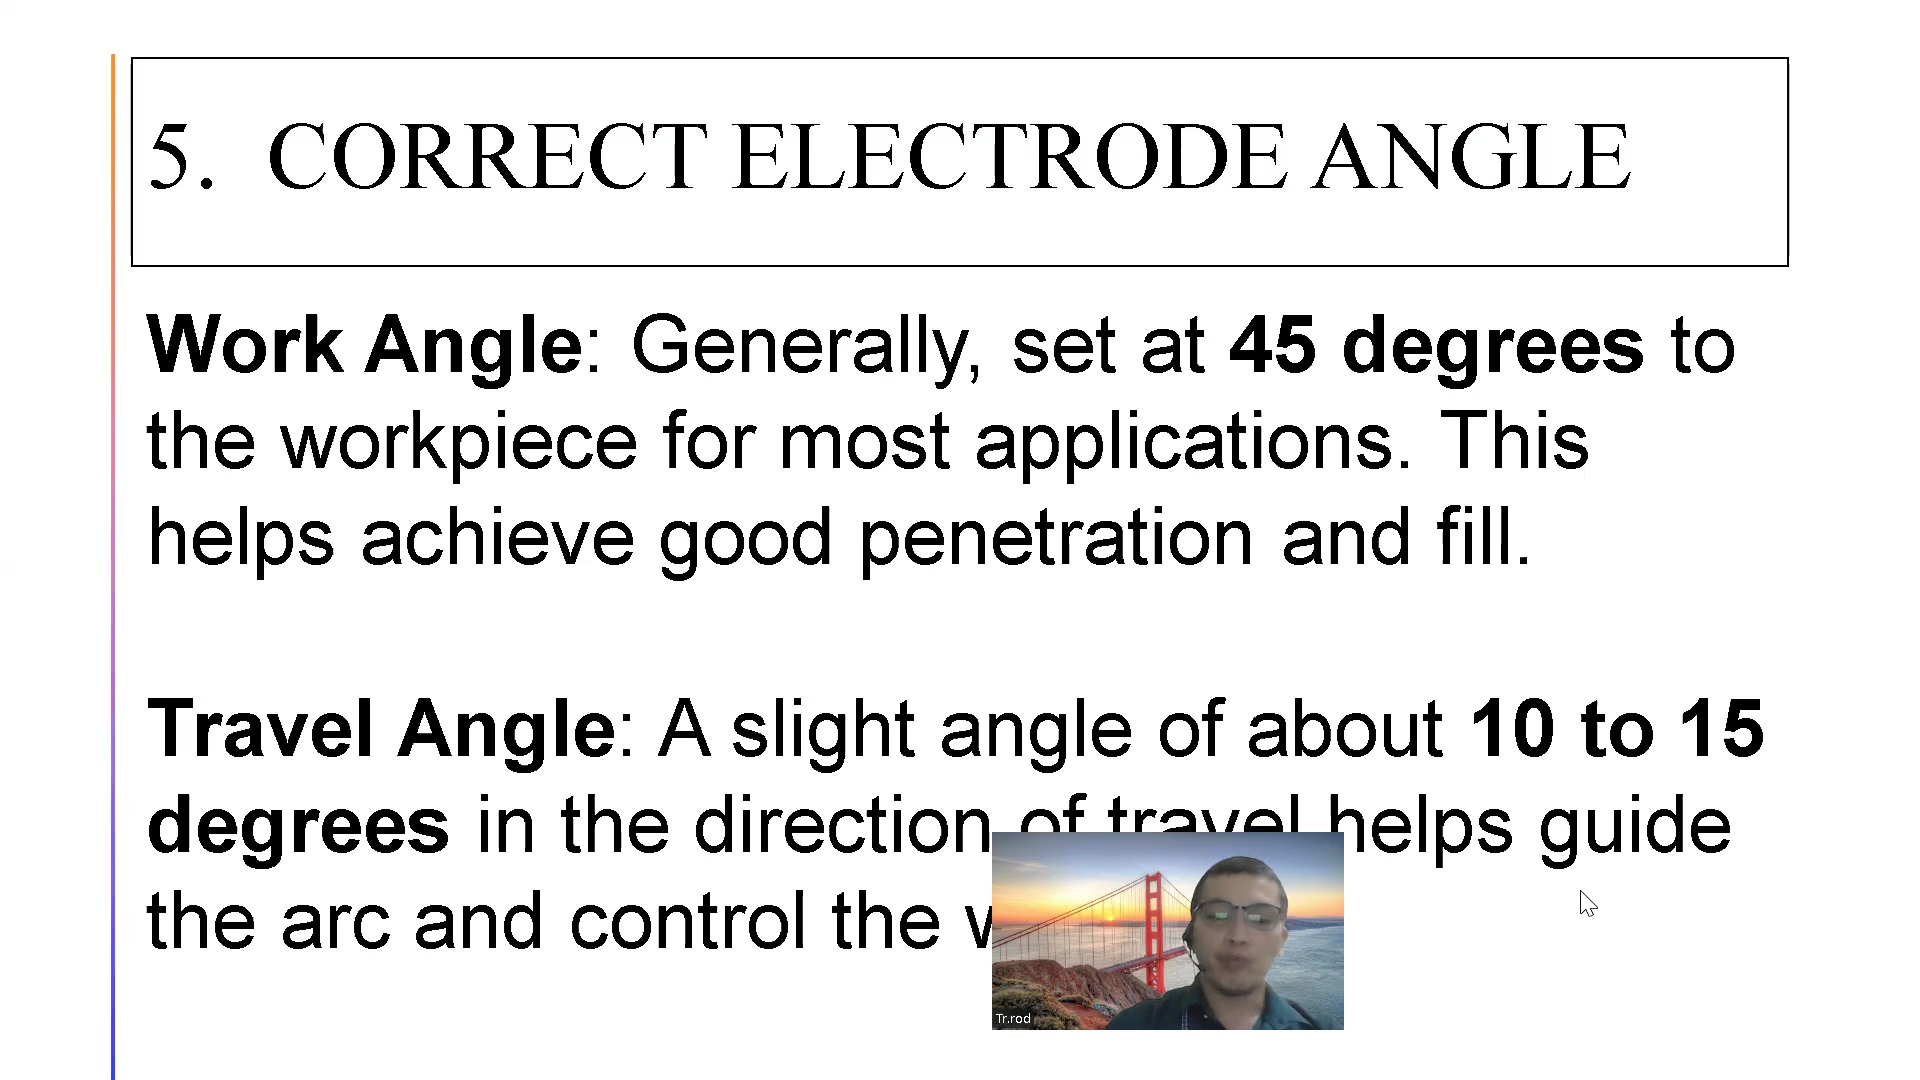 5. CORRECT ELECTRODE ANGLE
Work Angle: Generally, set at 45 degrees to
the workpiece for most applications. This
helps achieve good penetration and fill.
Travel Angle: A slight angle of about 10 to 15
degrees in the direction of travel helps guide
the arc and control the
Tr.rod